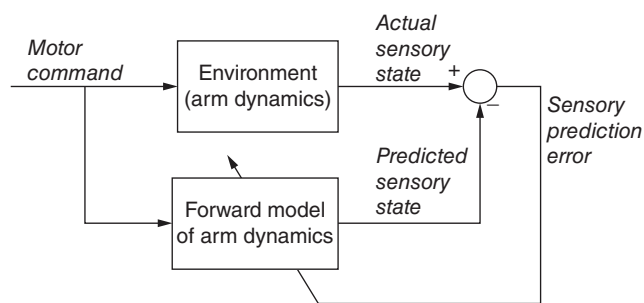 Motor
command
Environment
(arm dynamics)
Actual
sensory
state
+
−
Sensory
prediction
error
Predicted
sensory
state
Forward model
of arm dynamics